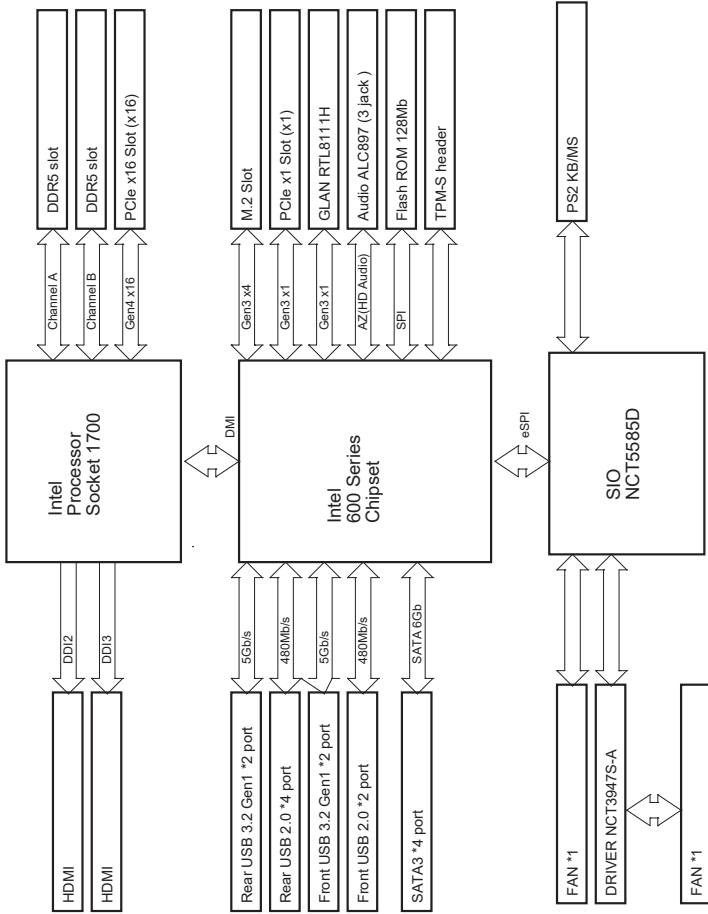 DDR5 slot
DDR5 slot
PCIe x16 Slot (x16)
Channel A
Channel B
Gen4 x16
Intel
Processor
Socket 1700
DDI2
DDI3
HDMI
HDMI
DMI
M.2 Slot
PCIe x1 Slot (x1)
GLAN RTL8111H
Audio ALC897 (3 jack )
Flash ROM 128Mb
TPM-S header
Gen3 x4
Gen3 x1
Gen3 x1
AZ(HD Audio)
SPI
Intel
600 Series
Chipset
5Gb/s
480Mb/s
5Gb/s
480Mb/s
SATA 6Gb
Rear USB 3.2 Gen1 *2 port
Rear USB 2.0 *4 port
Front USB 3.2 Gen1 *2 port
Front USB 2.0 *2 port
SATA3 *4 port
eSPI
PS2 KB/MS
SIO
NCT5585D
FAN *1
DRIVER NCT3947S-A
FAN *1